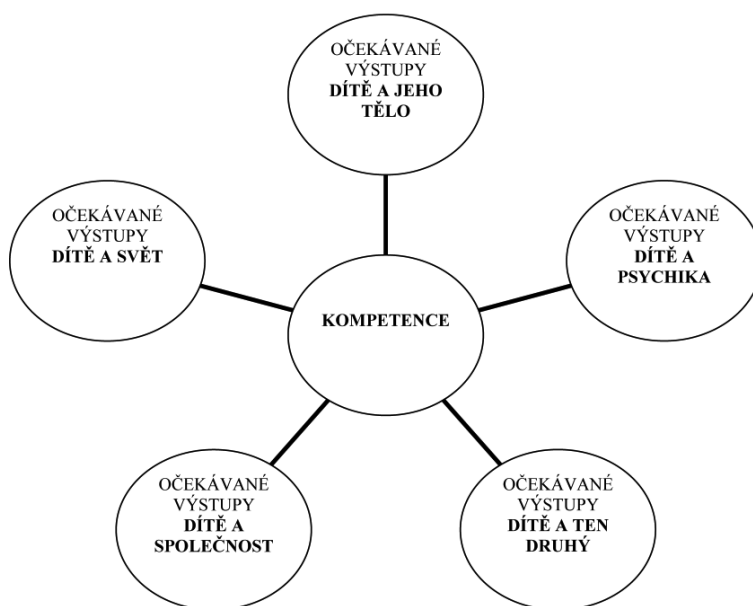 OČEKÁVANÉ
VÝSTUPY
DÍTĚ A JEHO
TĚLO
OČEKÁVANÉ
VÝSTUPY
DÍTĚ A SVĚT
OČEKÁVANÉ
VÝSTUPY
DÍTĚ A
PSYCHIKA
KOMPETENCE
OČEKÁVANÉ
VÝSTUPY
DÍTĚ A
SPOLEČNOST
OČEKÁVANÉ
VÝSTUPY
DÍTĚ A TEN
DRUHÝ